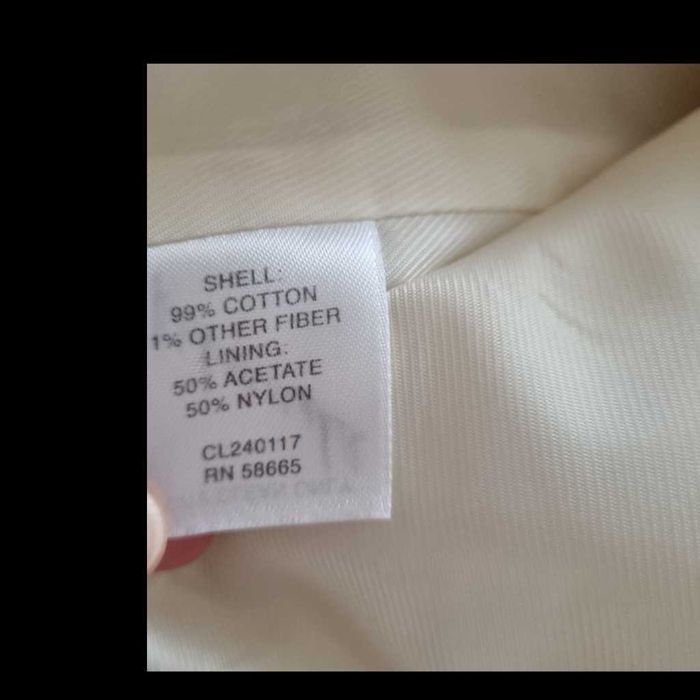 SHELL:
99% COTTON
1% OTHER FIBER
LINING:
50% ACETATE
50% NYLON
CL240117
RN 58665